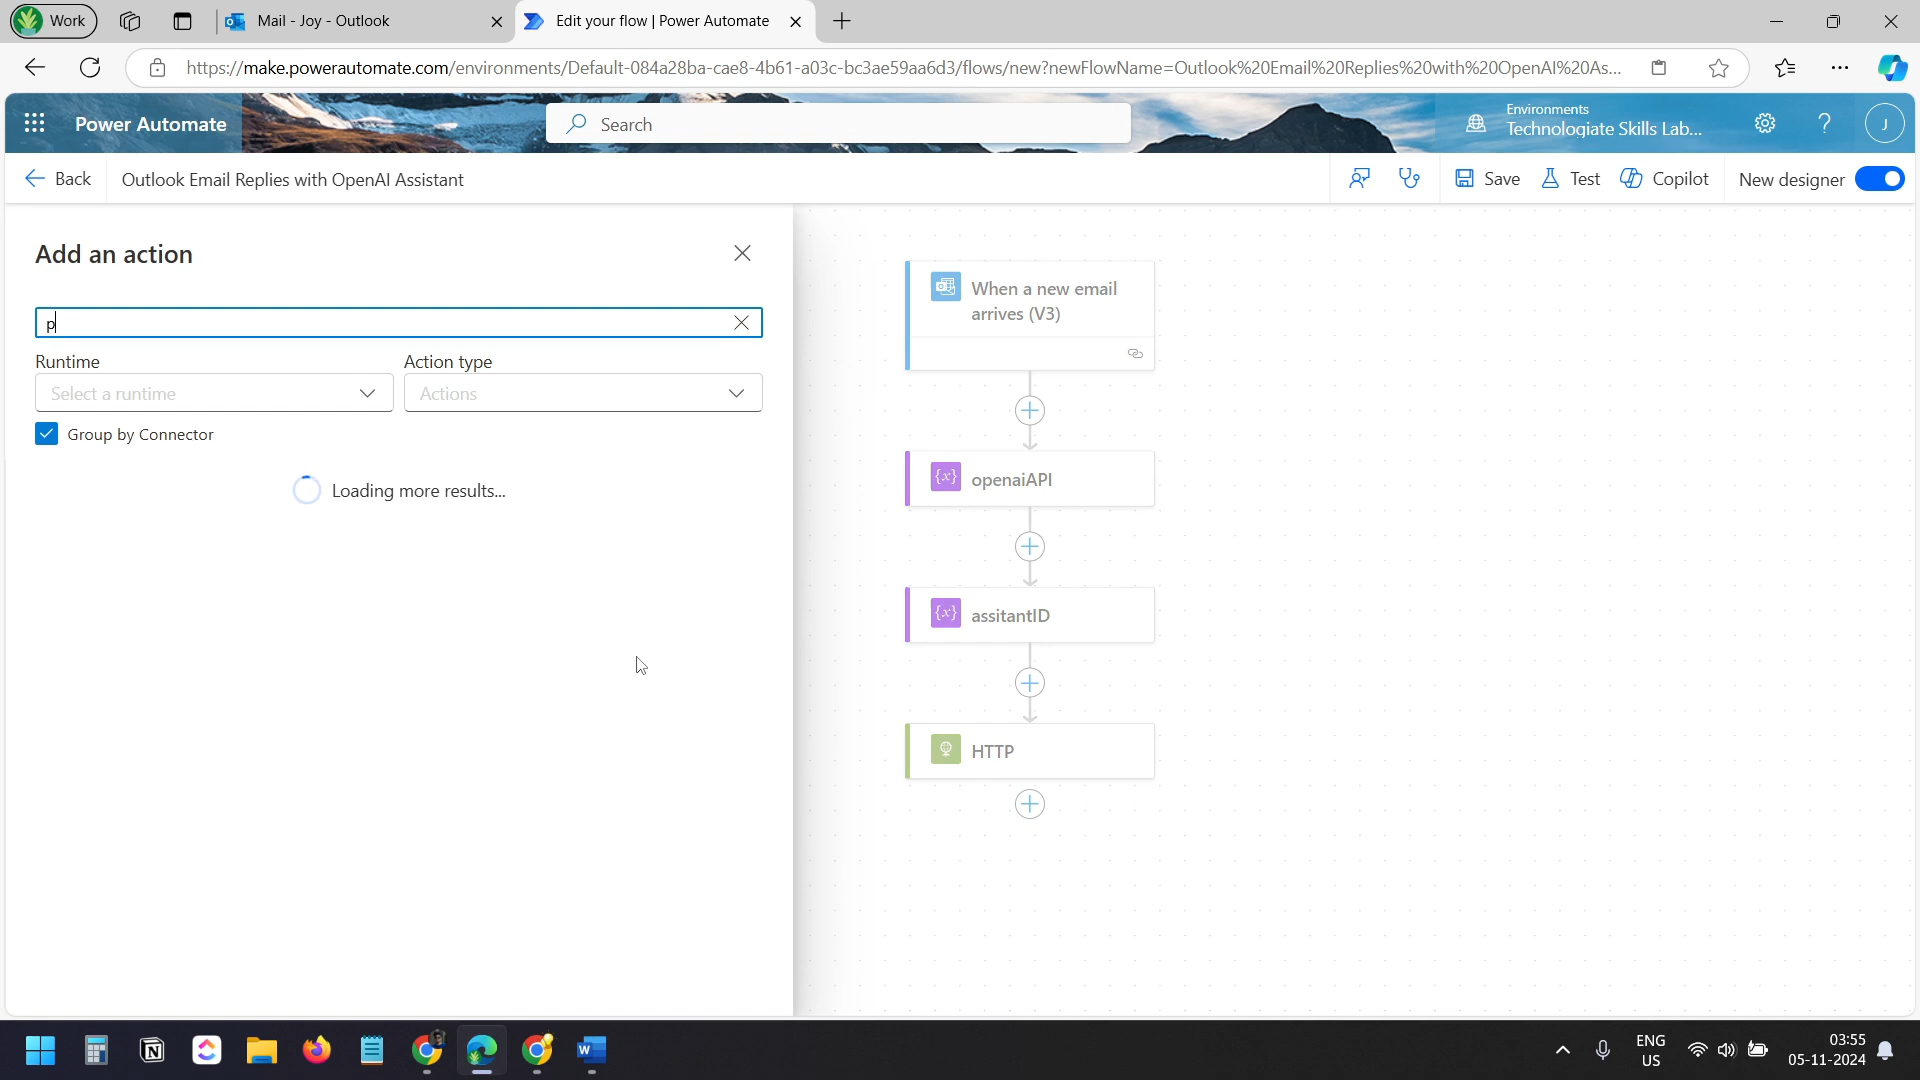 Work
Mail - Joy - Outlook
Edit your flow | Power Automate
https://make.powerautomate.com/environments/Default-084a28ba-cae8-4b61-a03c-bc3ae59aa6d3/flows/new?newFlowName=Outlook%20Email%20Replies%20with%20OpenAI%20As...
Power Automate
Search
Environments
Technologiate Skills Lab...
J
Back
Outlook Email Replies with OpenAI Assistant
Save
Test
Copilot
New designer
Add an action
p
Runtime
Action type
Select a runtime
Actions
Group by Connector
Loading more results...
When a new email
arrives (V3)
{x}
openaiAPI
{x}
assitantID
HTTP
ENG
US
03:55
05-11-2024